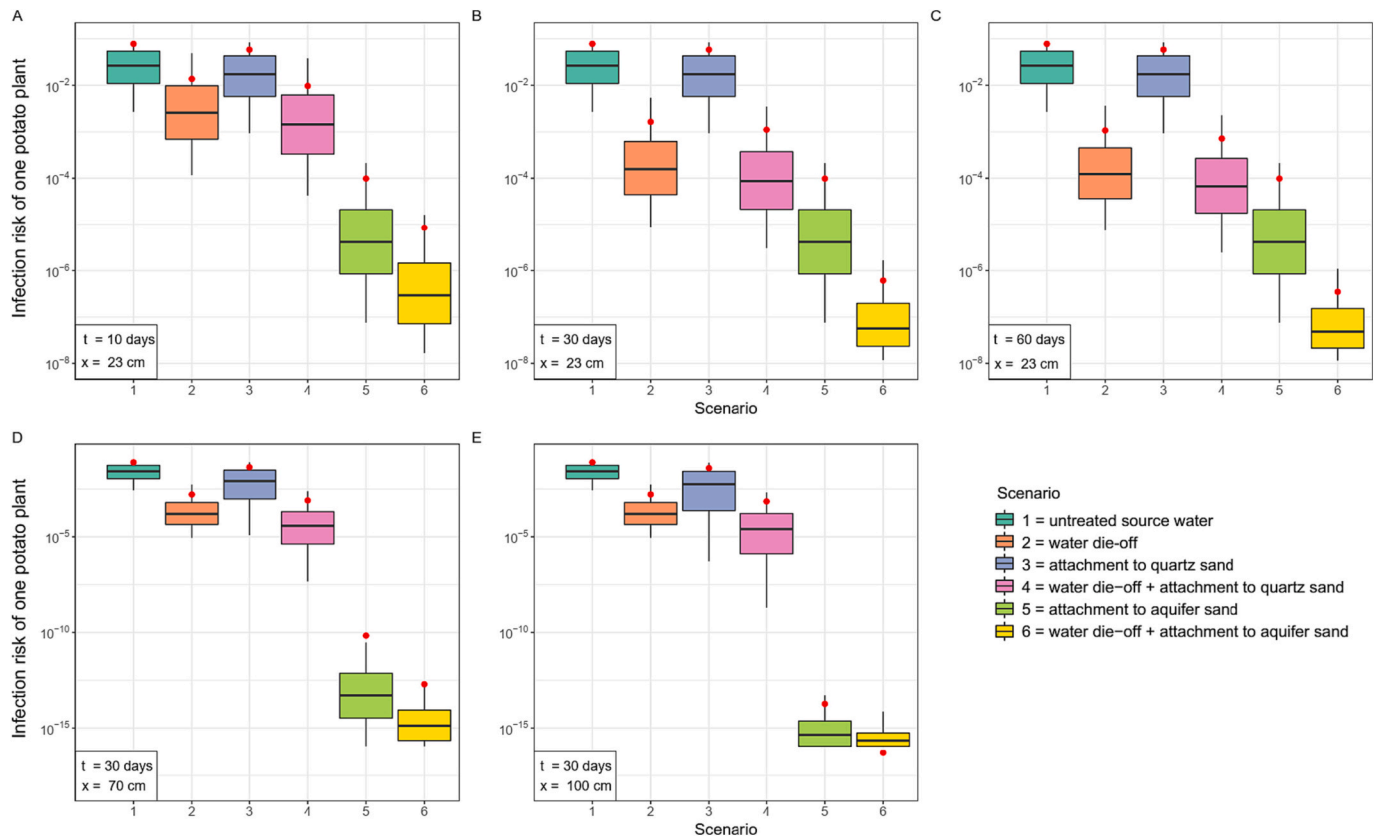 A
B
C
Infection risk of one potato plant
10⁻²
10⁻⁴
10⁻⁶
10⁻⁸
t = 10 days
x = 23 cm
1 2 3 4 5 6
10⁻²
10⁻⁴
10⁻⁶
10⁻⁸
t = 30 days
x = 23 cm
1 2 3 4 5 6
Scenario
10⁻²
10⁻⁴
10⁻⁶
10⁻⁸
t = 60 days
x = 23 cm
1 2 3 4 5 6
D
E
Infection risk of one potato plant
10⁻⁵
10⁻¹⁰
10⁻¹⁵
t = 30 days
x = 70 cm
1 2 3 4 5 6
10⁻⁵
10⁻¹⁰
10⁻¹⁵
t = 30 days
x = 100 cm
1 2 3 4 5 6
Scenario
Scenario
1 = untreated source water
2 = water die-off
3 = attachment to quartz sand
4 = water die-off + attachment to quartz sand
5 = attachment to aquifer sand
6 = water die-off + attachment to aquifer sand